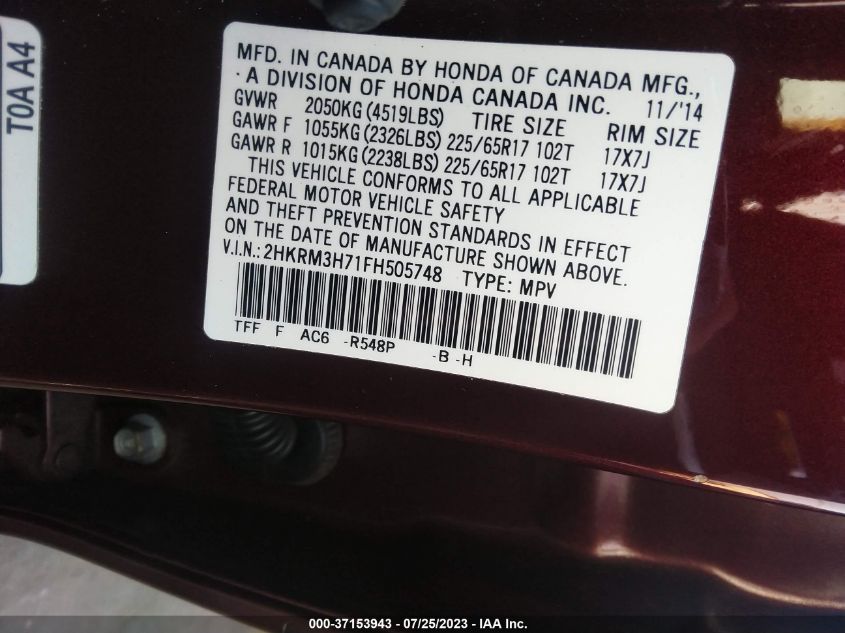 T0A A4
MFD. IN CANADA BY HONDA OF CANADA MFG.,
A DIVISION OF HONDA CANADA INC. 11/'14
GVWR 2050KG (4519LBS) TIRE SIZE RIM SIZE
GAWR F 1055KG (2326LBS) 225/65R17 102T 17X7J
GAWR R 1015KG (2238LBS) 225/65R17 102T 17X7J
THIS VEHICLE CONFORMS TO ALL APPLICABLE
FEDERAL MOTOR VEHICLE SAFETY
AND THEFT PREVENTION STANDARDS IN EFFECT
ON THE DATE OF MANUFACTURE SHOWN ABOVE.
V.I.N.: 2HKRM3H71FH505748 TYPE: MPV
TFF F AC6 -R548P -B -H
000-37153943 / 07/25/2023 - IAA Inc.